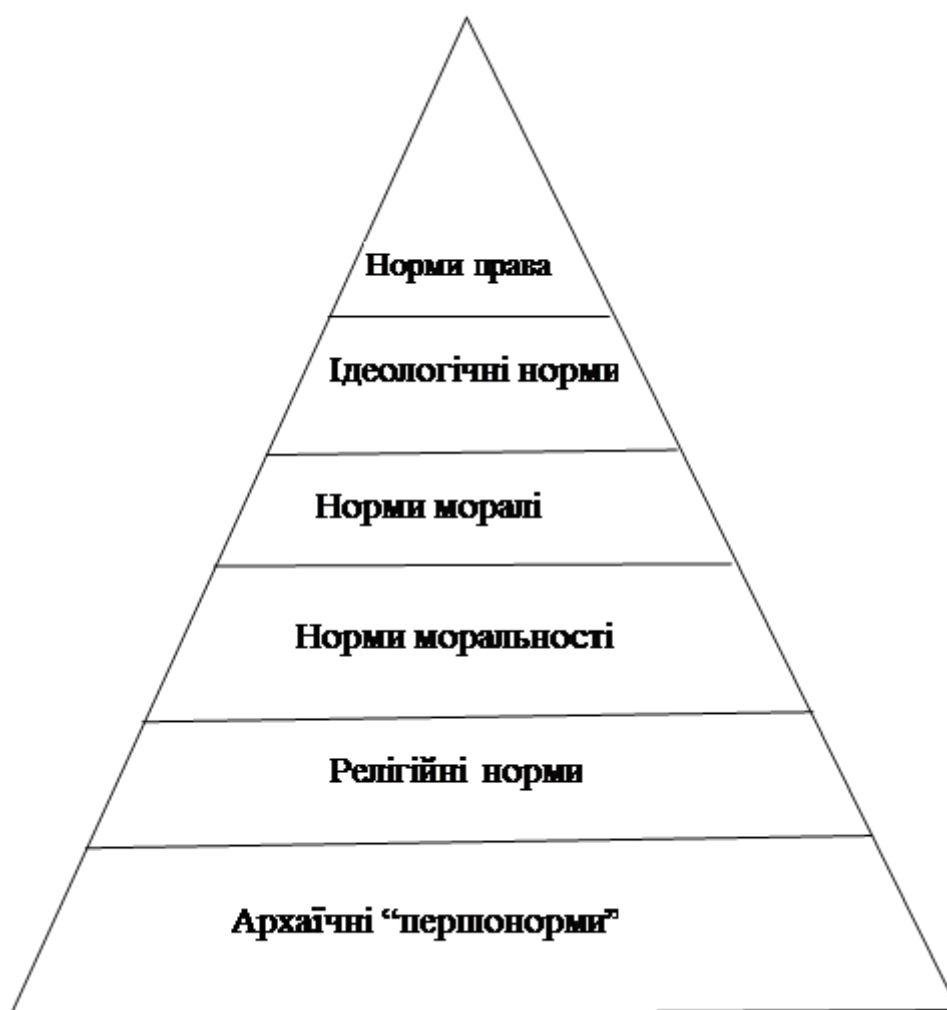 Норми права
Ідеологічні норми
Норми моралі
Норми моральності
Релігійні норми
Архаїчні “першонорми”